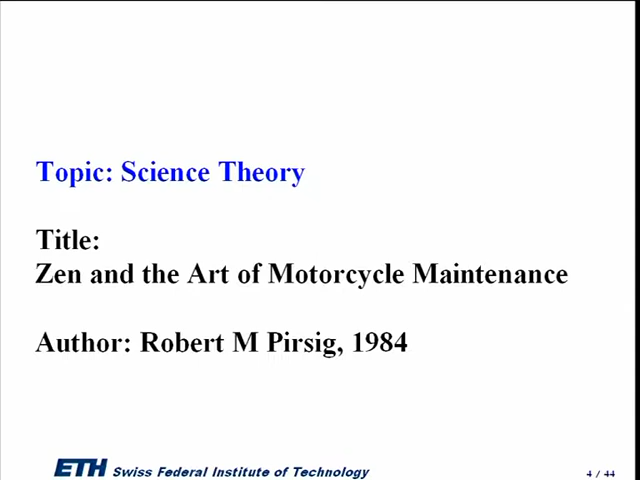 Topic: Science Theory
Title:
Zen and the Art of Motorcycle Maintenance
Author: Robert M Pirsig, 1984
ETH Swiss Federal Institute of Technology
4 / 44